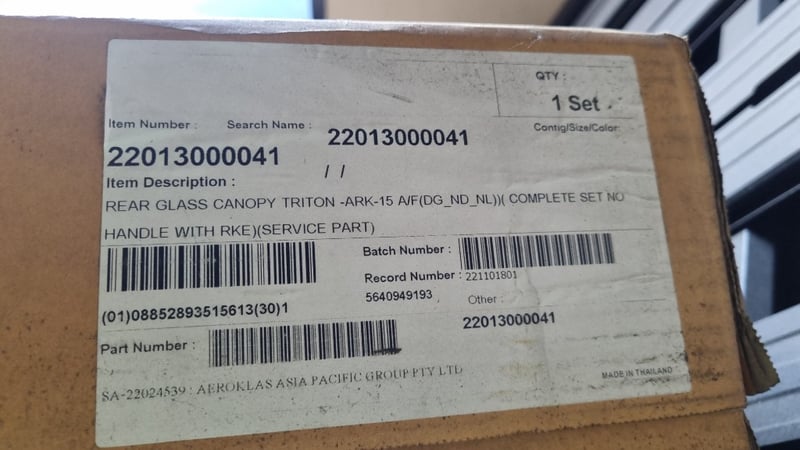 QTY :
1 Set
Item Number : Search Name :
22013000041
Contig/Size/Color:
22013000041
/ /
Item Description :
REAR GLASS CANOPY TRITON -ARK-15 A/F(DG_ND_NL))( COMPLETE SET NO
HANDLE WITH RKE)(SERVICE PART)
Batch Number :
221101801
Record Number :
5640949193
(01)08852893515613(30)1
Other :
22013000041
Part Number :
SA-22024539 : AEROKLAS ASIA PACIFIC GROUP PTY LTD
MADE IN THAILAND